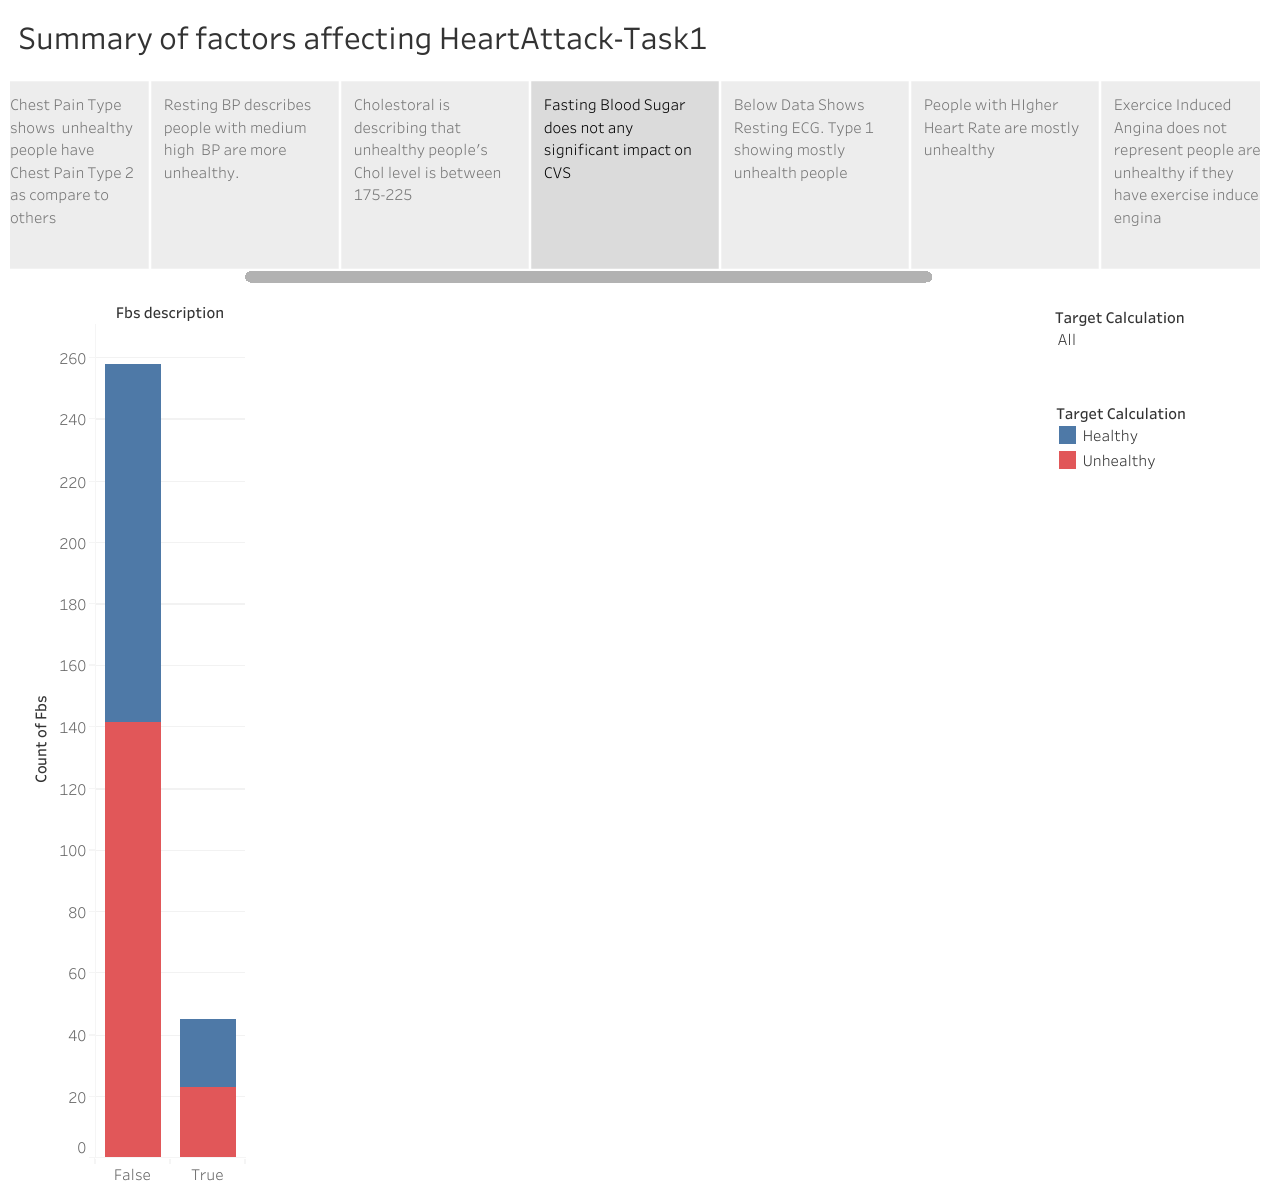 Summary of factors affecting HeartAttack-Task1
Chest Pain Type
shows unhealthy
people have
Chest Pain Type 2
as compare to
others
Resting BP describes
people with medium
high BP are more
unhealthy.
Cholestoral is
describing that
unhealthy people's
Chol level is between
175-225
Fasting Blood Sugar
does not any
significant impact on
CVS
Below Data Shows
Resting ECG. Type 1
showing mostly
unhealth people
People with HIgher
Heart Rate are mostly
unhealthy
Exercice Induced
Angina does not
represent people are
unhealthy if they
have exercise induce
engina
Fbs description
260
240
220
200
180
160
140
120
100
80
60
40
20
0
Count of Fbs
False
True
Target Calculation
All
Target Calculation
Healthy
Unhealthy